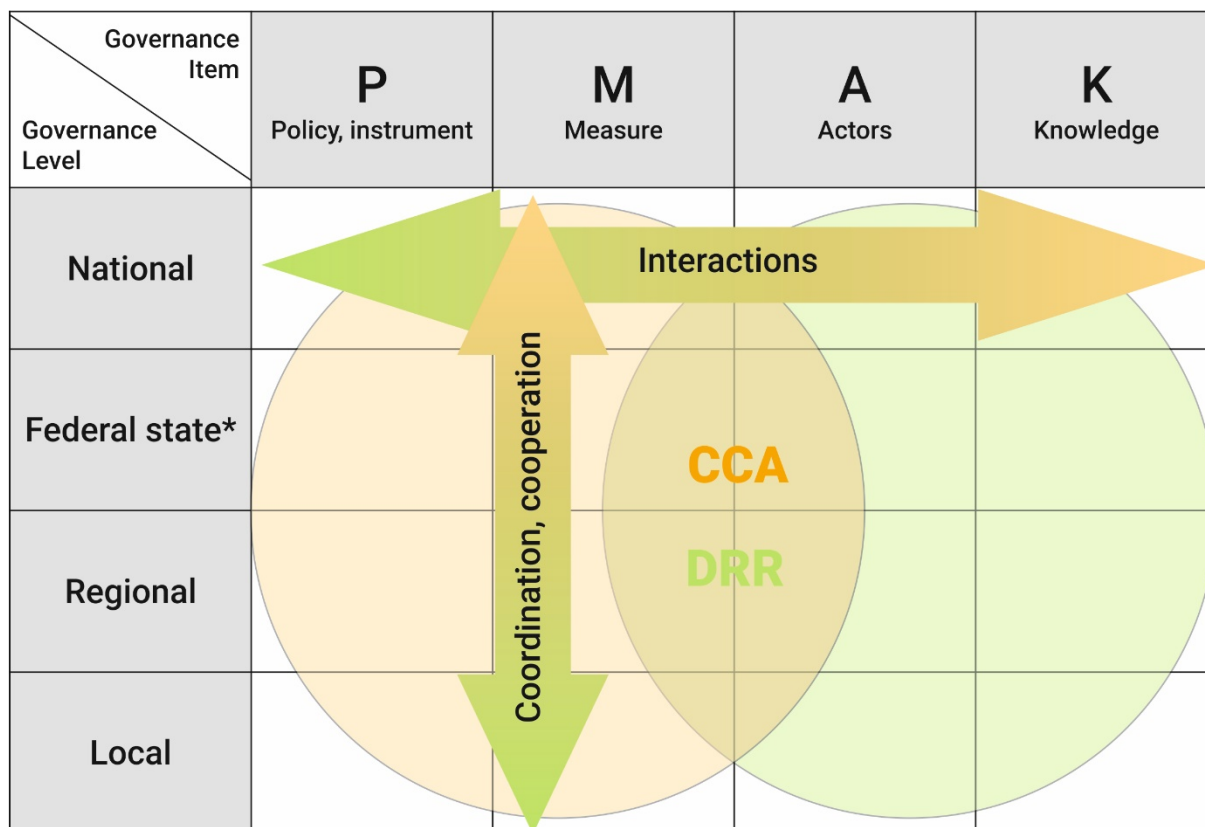 Governance
Item
Governance
Level
P
Policy, instrument
M
Measure
A
Actors
K
Knowledge
National
Interactions
Federal state*
Coordination, cooperation
CCA
Regional
DRR
Local